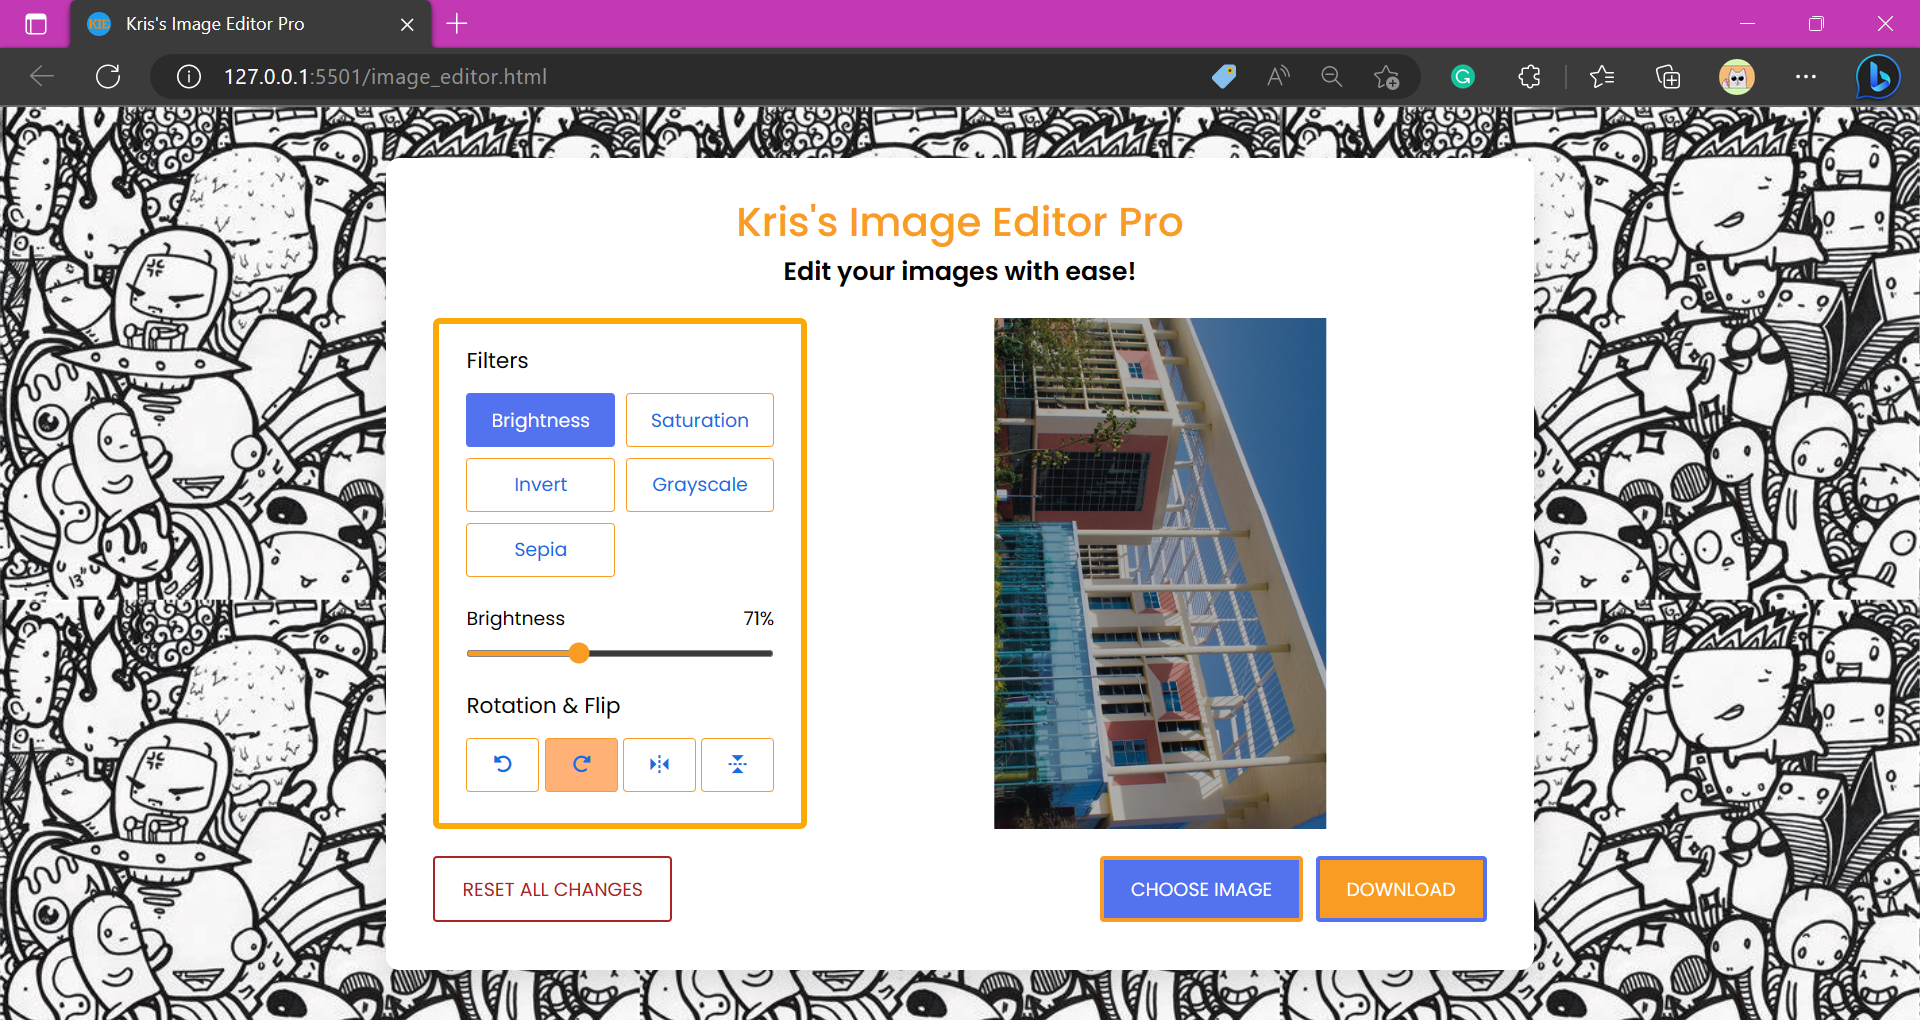 KIE
Kris's Image Editor Pro
127.0.0.1:5501/image_editor.html
Kris's Image Editor Pro
Edit your images with ease!
Filters
Brightness
Saturation
Invert
Grayscale
Sepia
Brightness
71%
Rotation & Flip
RESET ALL CHANGES
CHOOSE IMAGE
DOWNLOAD